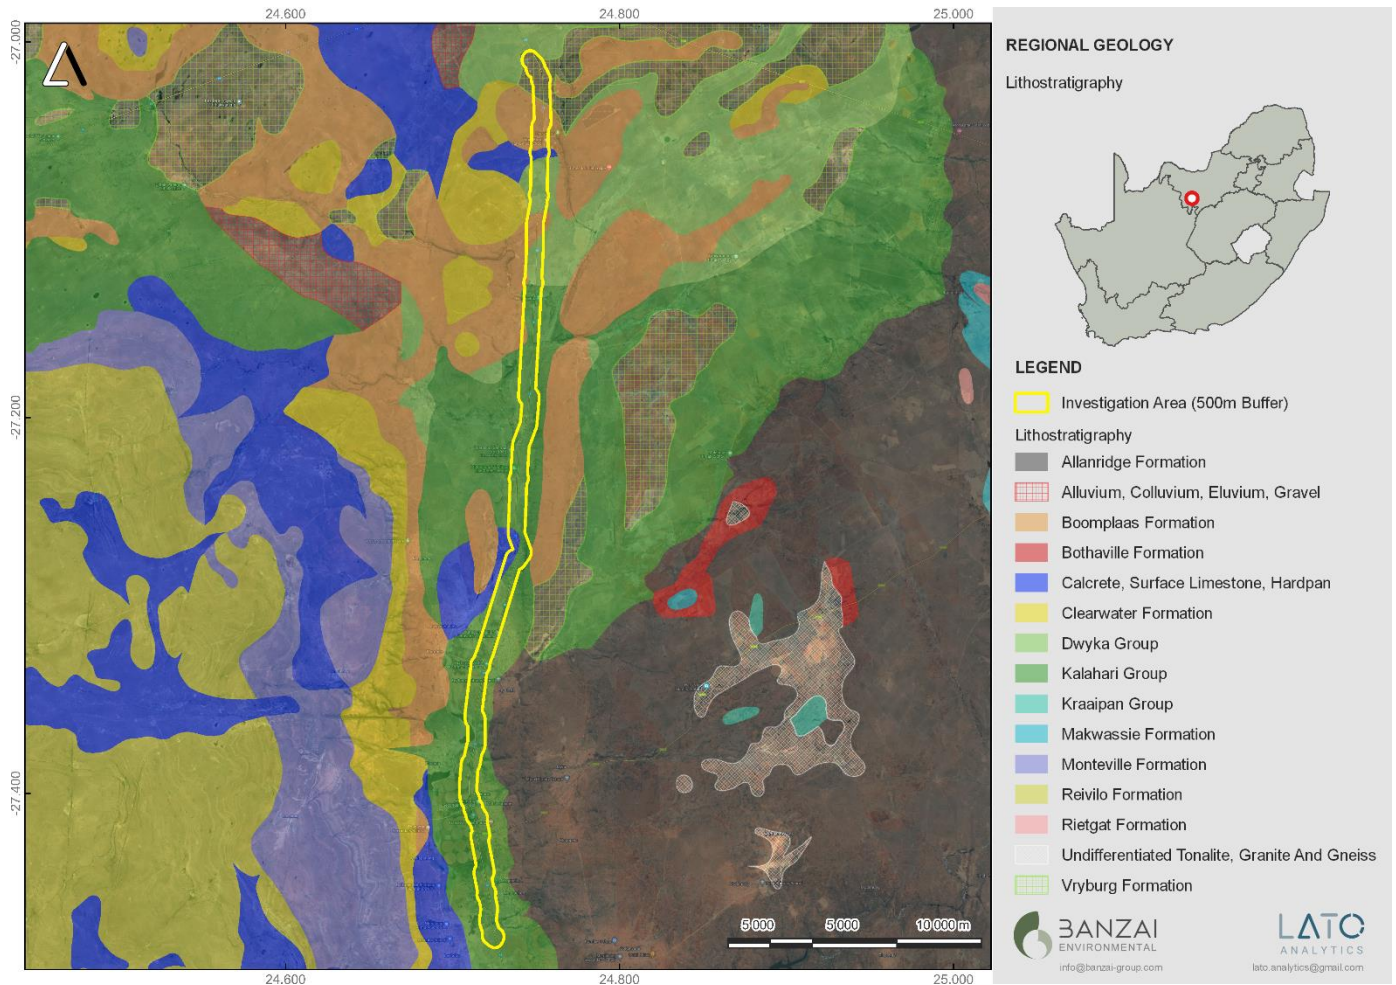 24.600
24.800
25.000
-27.000
-27.200
-27.400
5 000
5 000
10 000 m
24.600
24.800
25.000
REGIONAL GEOLOGY
Lithostratigraphy
LEGEND
Investigation Area (500m Buffer)
Lithostratigraphy
Allanridge Formation
Alluvium, Colluvium, Eluvium, Gravel
Boomplaas Formation
Bothaville Formation
Calcrete, Surface Limestone, Hardpan
Clearwater Formation
Dwyka Group
Kalahari Group
Kraaipan Group
Makwassie Formation
Monteville Formation
Reivilo Formation
Rietgat Formation
Undifferentiated Tonalite, Granite And Gneiss
Vryburg Formation
BANZAI
ENVIRONMENTAL
info@banzai-group.com
LATO
ANALYTICS
lato.analytics@gmail.com